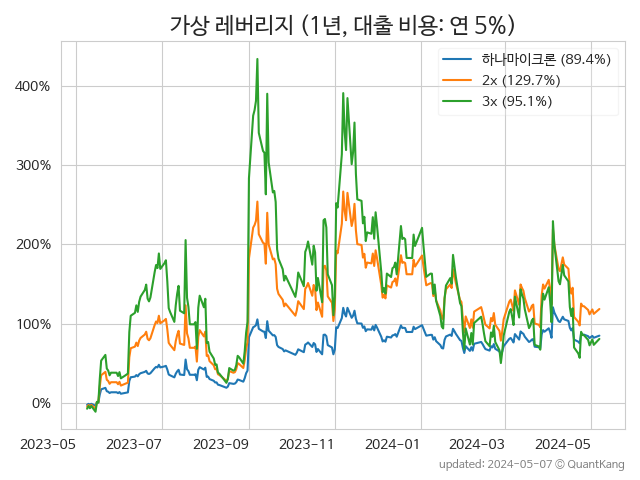 가상 레버리지 (1년, 대출 비용: 연 5%)
하나마이크론 (89.4%)
2x (129.7%)
3x (95.1%)
400%
300%
200%
100%
0%
2023-05 2023-07 2023-09 2023-11 2024-01 2024-03 2024-05
updated: 2024-05-07 © QuantKang